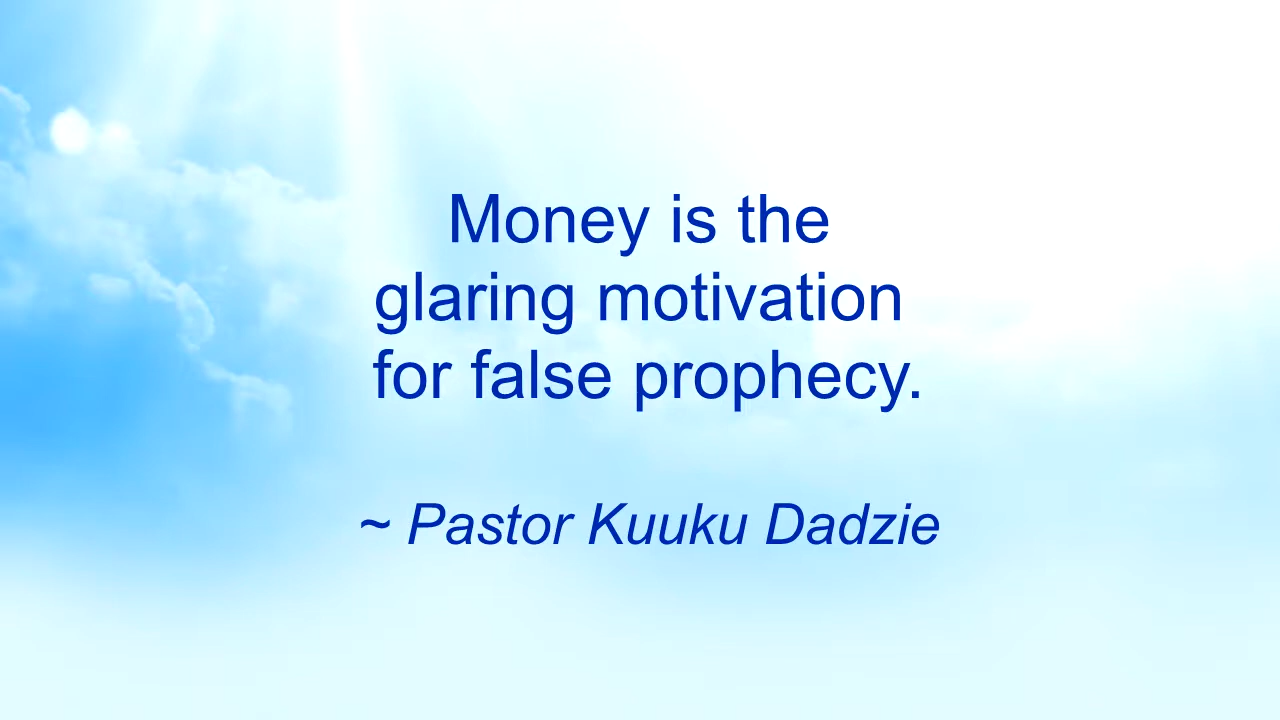 Money is the
glaring motivation
for false prophecy.
~ Pastor Kuuku Dadzie